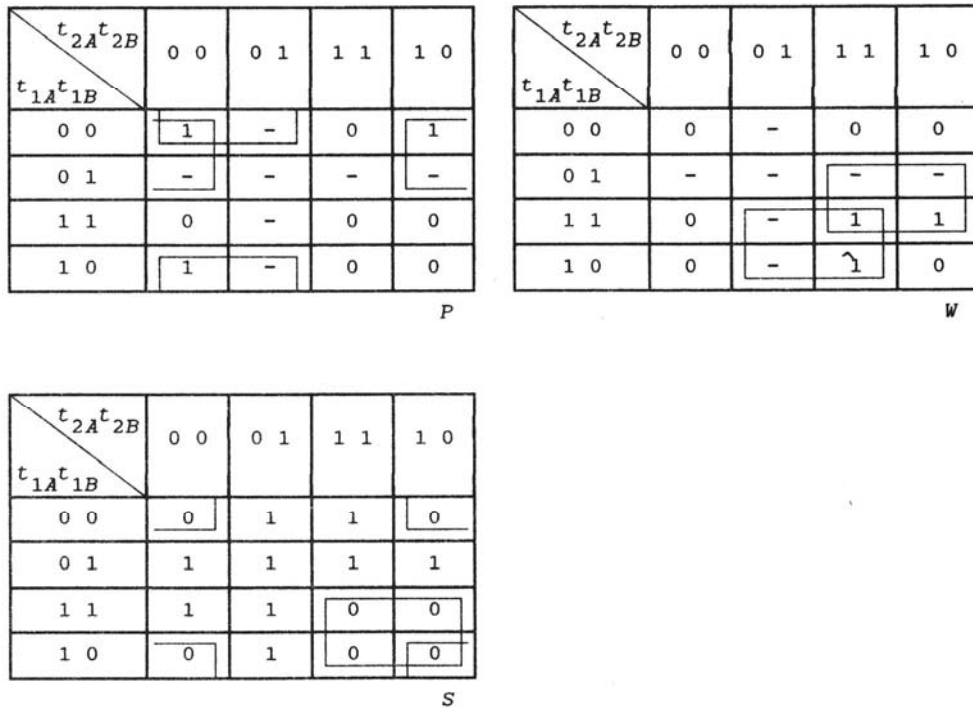 t2At2B 0 0 0 1 1 1 1 0
t1At1B
0 0 1 - 0 1
0 1 - - - -
1 1 0 - 0 0
1 0 1 - 0 0
P
t2At2B 0 0 0 1 1 1 1 0
t1At1B
0 0 0 - 0 0
0 1 - - - -
1 1 0 - 1 1
1 0 0 - 1 0
W
t2At2B 0 0 0 1 1 1 1 0
t1At1B
0 0 0 1 1 0
0 1 1 1 1 1
1 1 1 1 0 0
1 0 0 1 0 0
S